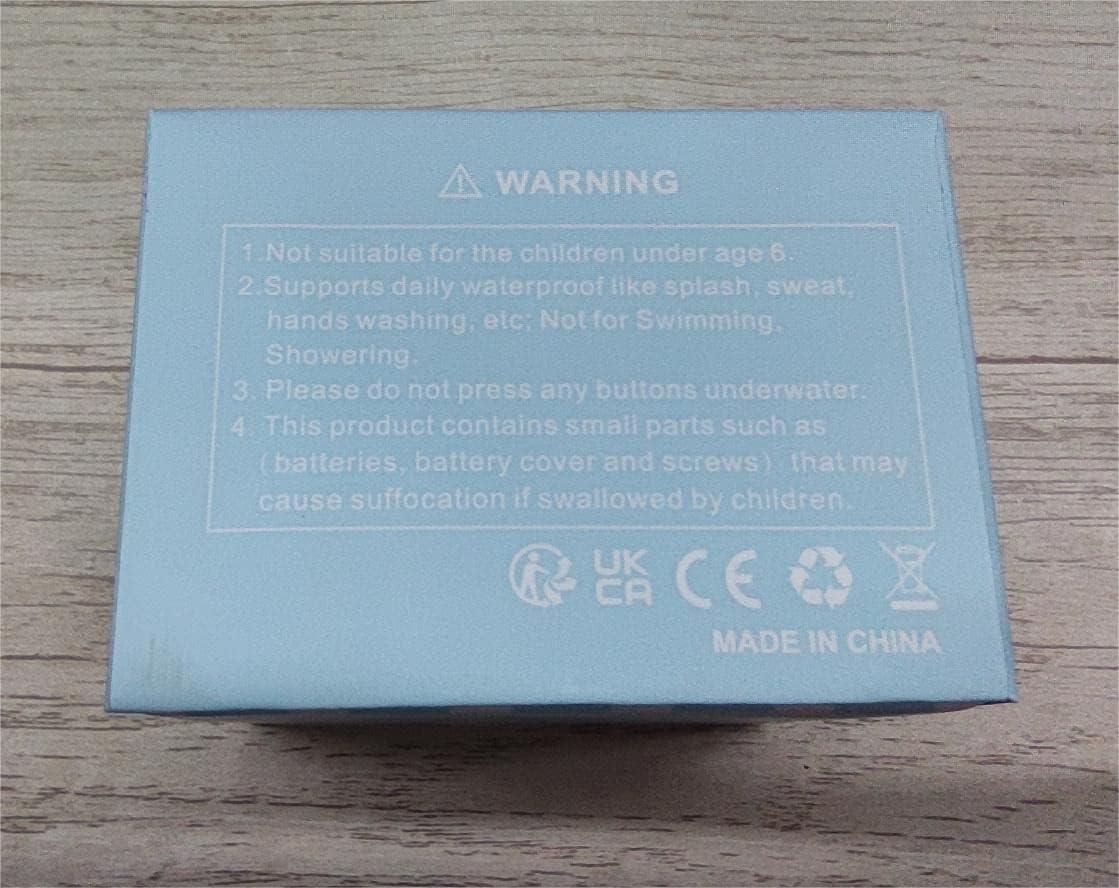 WARNING
1.Not suitable for the children under age 6.
2.Supports daily waterproof like splash, sweat,
hands washing, etc; Not for Swimming,
Showering.
3. Please do not press any buttons underwater.
4. This product contains small parts such as
(batteries, battery cover and screws) that may
cause suffocation if swallowed by children.
UK
CA CE
MADE IN CHINA